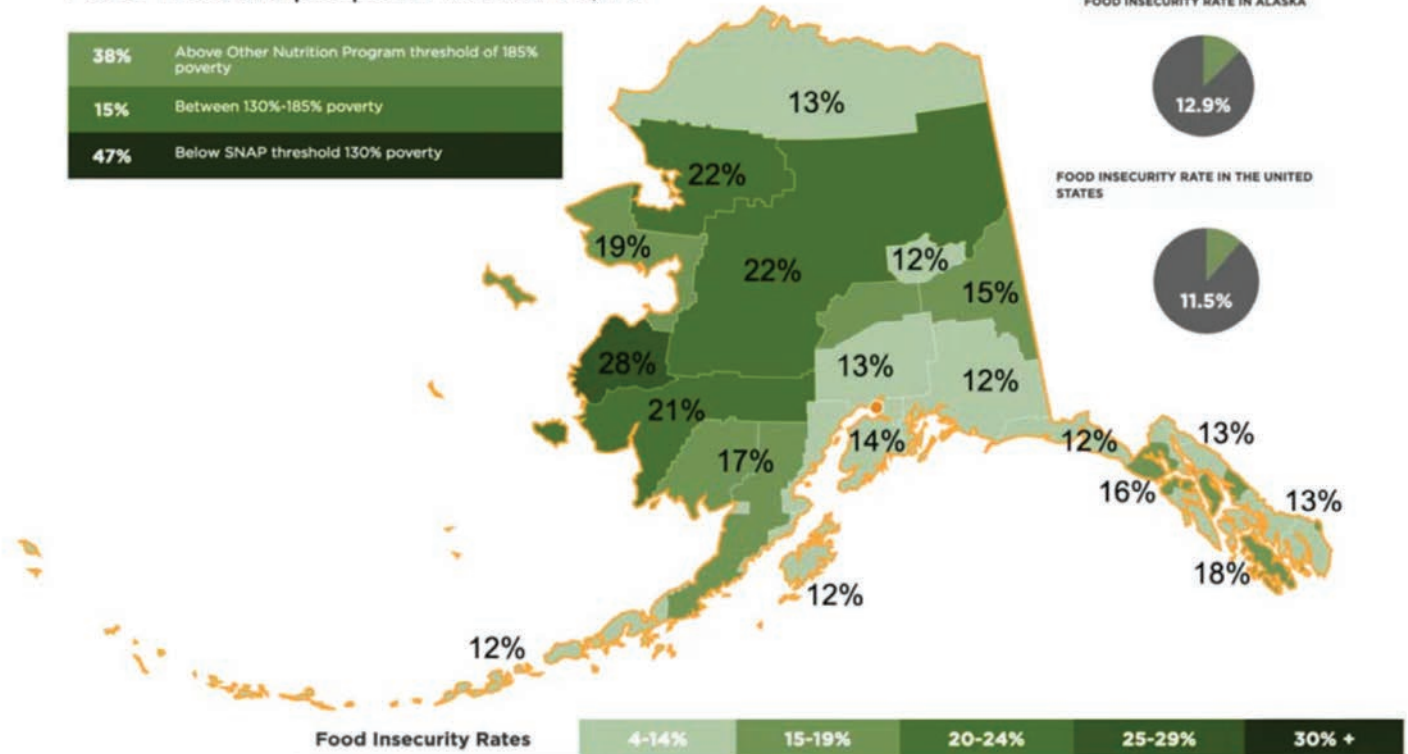 FOOD INSECURITY RATE IN ALASKA
38% Above Other Nutrition Program threshold of 185%
poverty
15% Between 130%-185% poverty
47% Below SNAP threshold 130% poverty
12.9%
FOOD INSECURITY RATE IN THE UNITED
STATES
11.5%
13%
22%
19%
22%
12%
15%
28%
13%
12%
21%
14%
12%
13%
17%
16%
13%
18%
12%
12%
Food Insecurity Rates 4-14% 15-19% 20-24% 25-29% 30% +